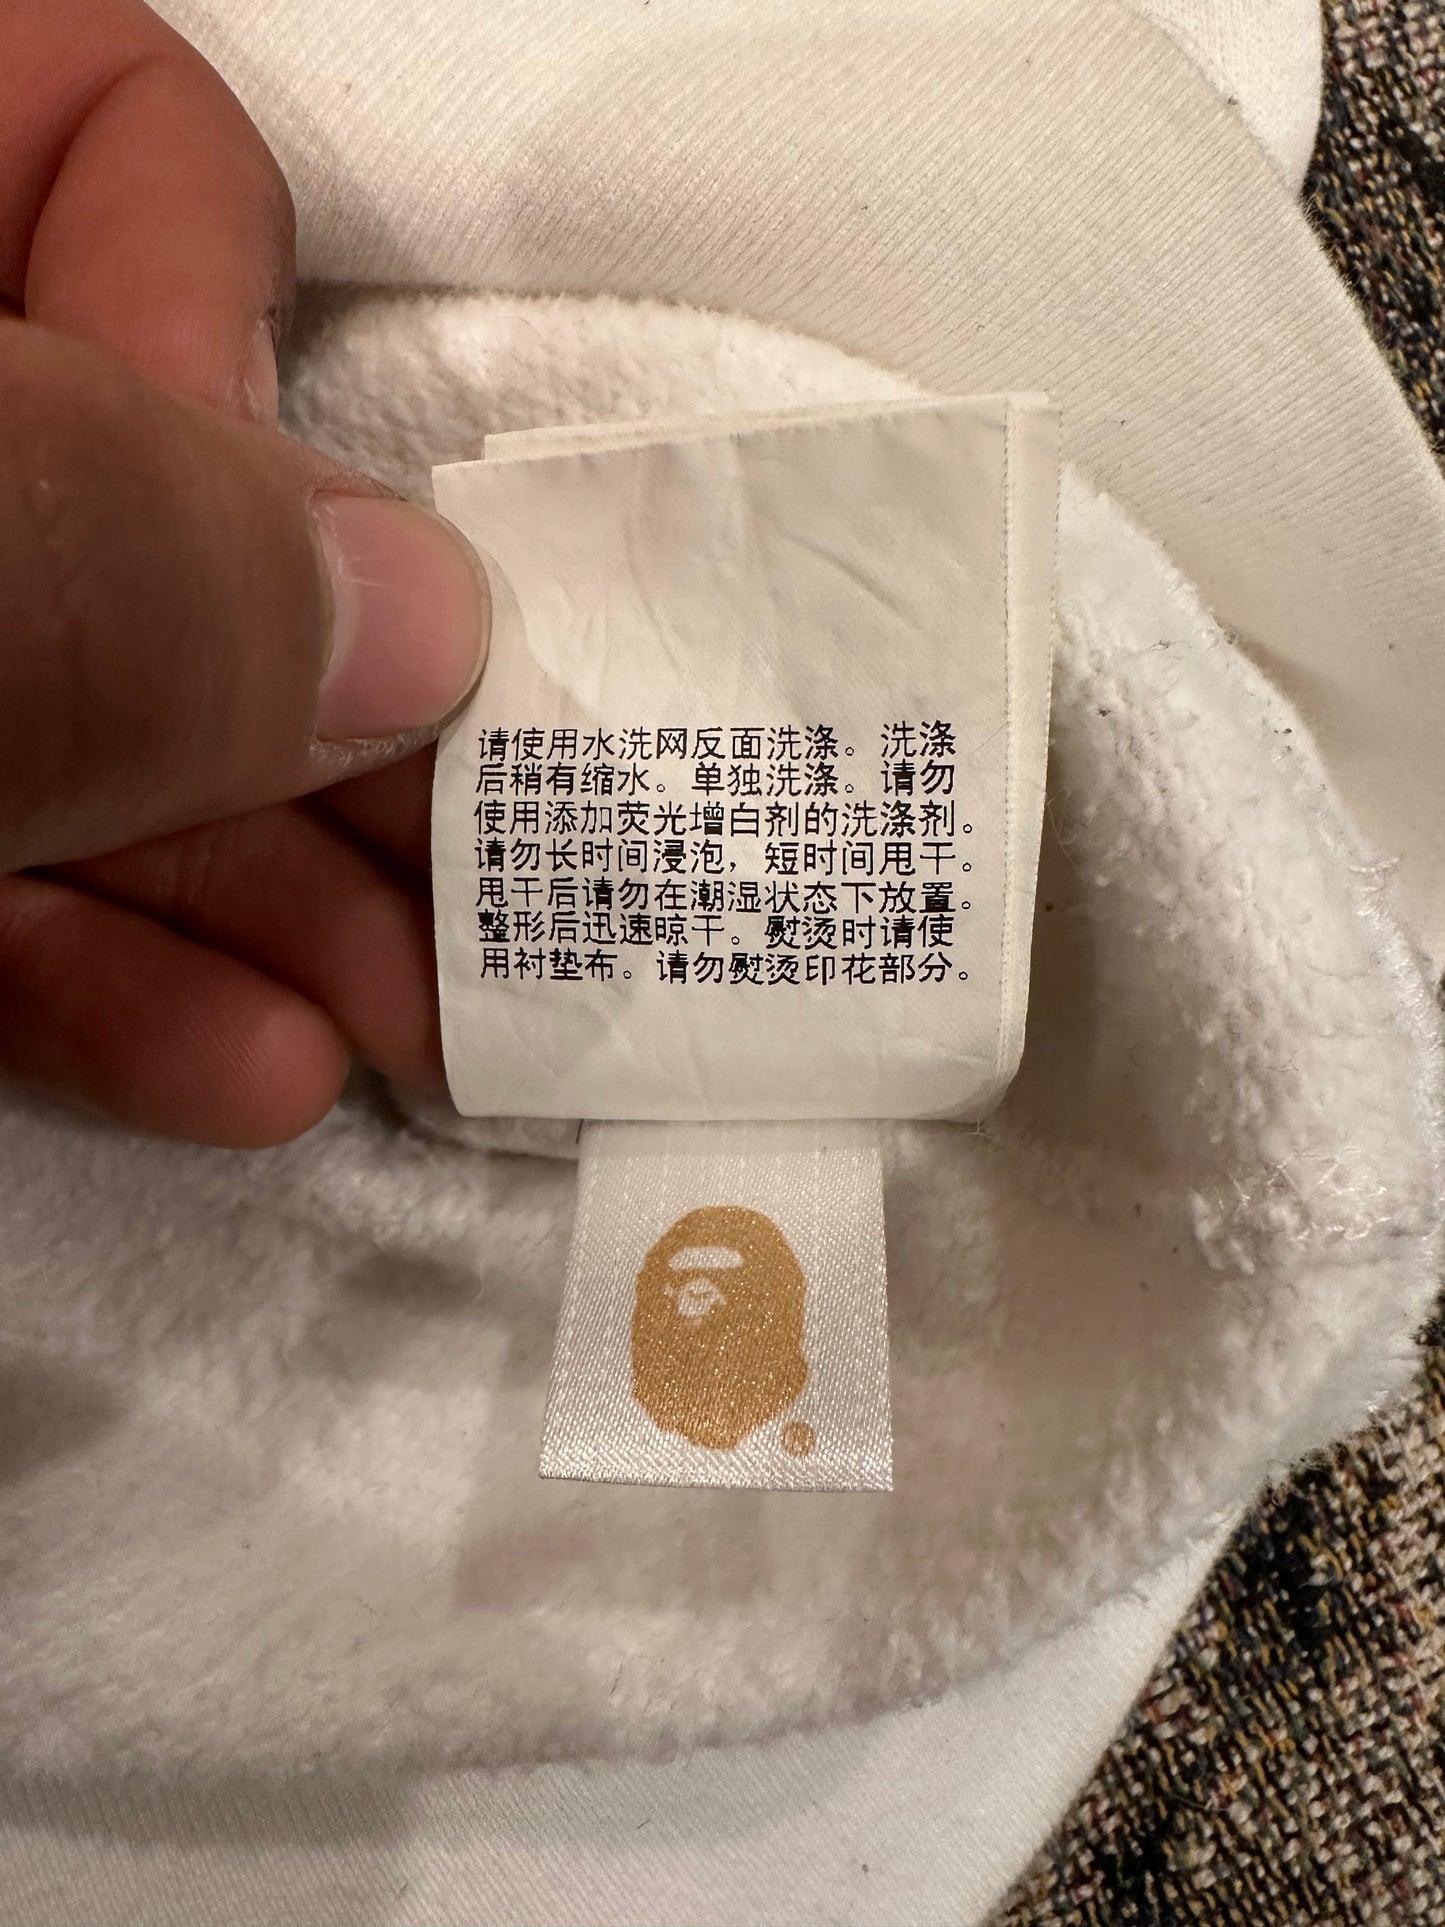 请使用水洗网反面洗涤。洗涤
后稍有缩水。单独洗涤。请勿
使用添加荧光增白剂的洗涤剂。
请勿长时间浸泡，短时间甩干。
甩干后请勿在潮湿状态下放置。
整形后迅速晾干。熨烫时请使
用衬垫布。请勿熨烫印花部分。